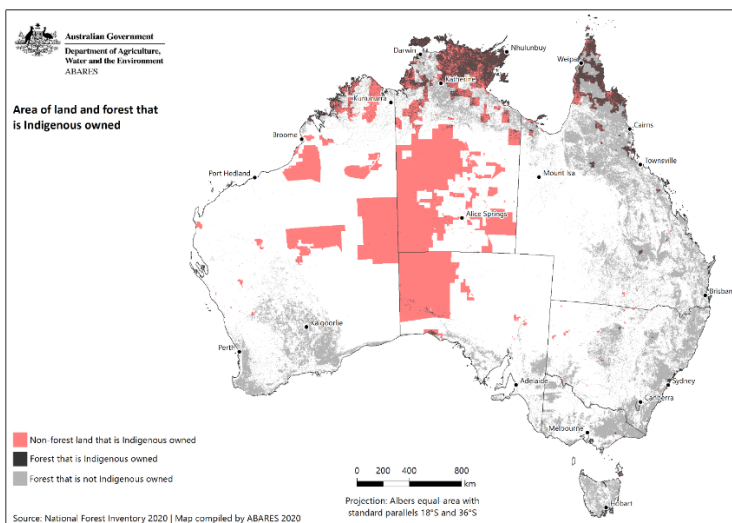 Australian Government
Department of Agriculture,
Water and the Environment
ABARES
Area of land and forest that
is Indigenous owned
Darwin
Nhulunbuy
Weipa
Katherine
Kununurra
Cairns
Broome
Townsville
Port Hedland
Mount Isa
Alice Springs
Brisban
Kalgoorlie
Perth
Adelaide
Sydney
Canberra
Melbourne
Hobart
Non-forest land that is Indigenous owned
Forest that is Indigenous owned
Forest that is not Indigenous owned
0 200 400 600 800
km
Projection: Albers equal-area with
standard parallels 18°S and 36°S
Source: National Forest Inventory 2020 | Map compiled by ABARES 2020